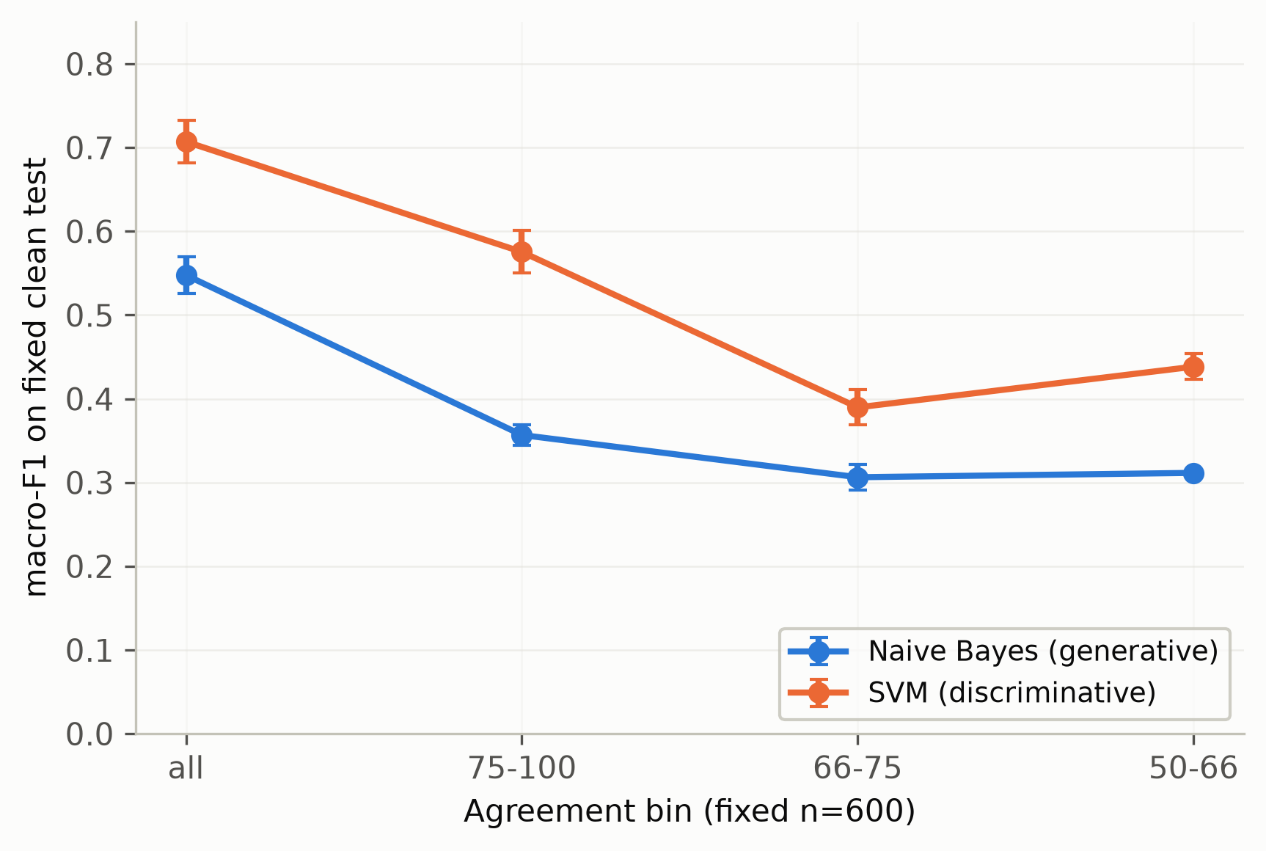 macro-F1 on fixed clean test
0.8
0.7
0.6
0.5
0.4
0.3
0.2
0.1
0.0
Naive Bayes (generative)
SVM (discriminative)
all 75-100 66-75 50-66
Agreement bin (fixed n=600)